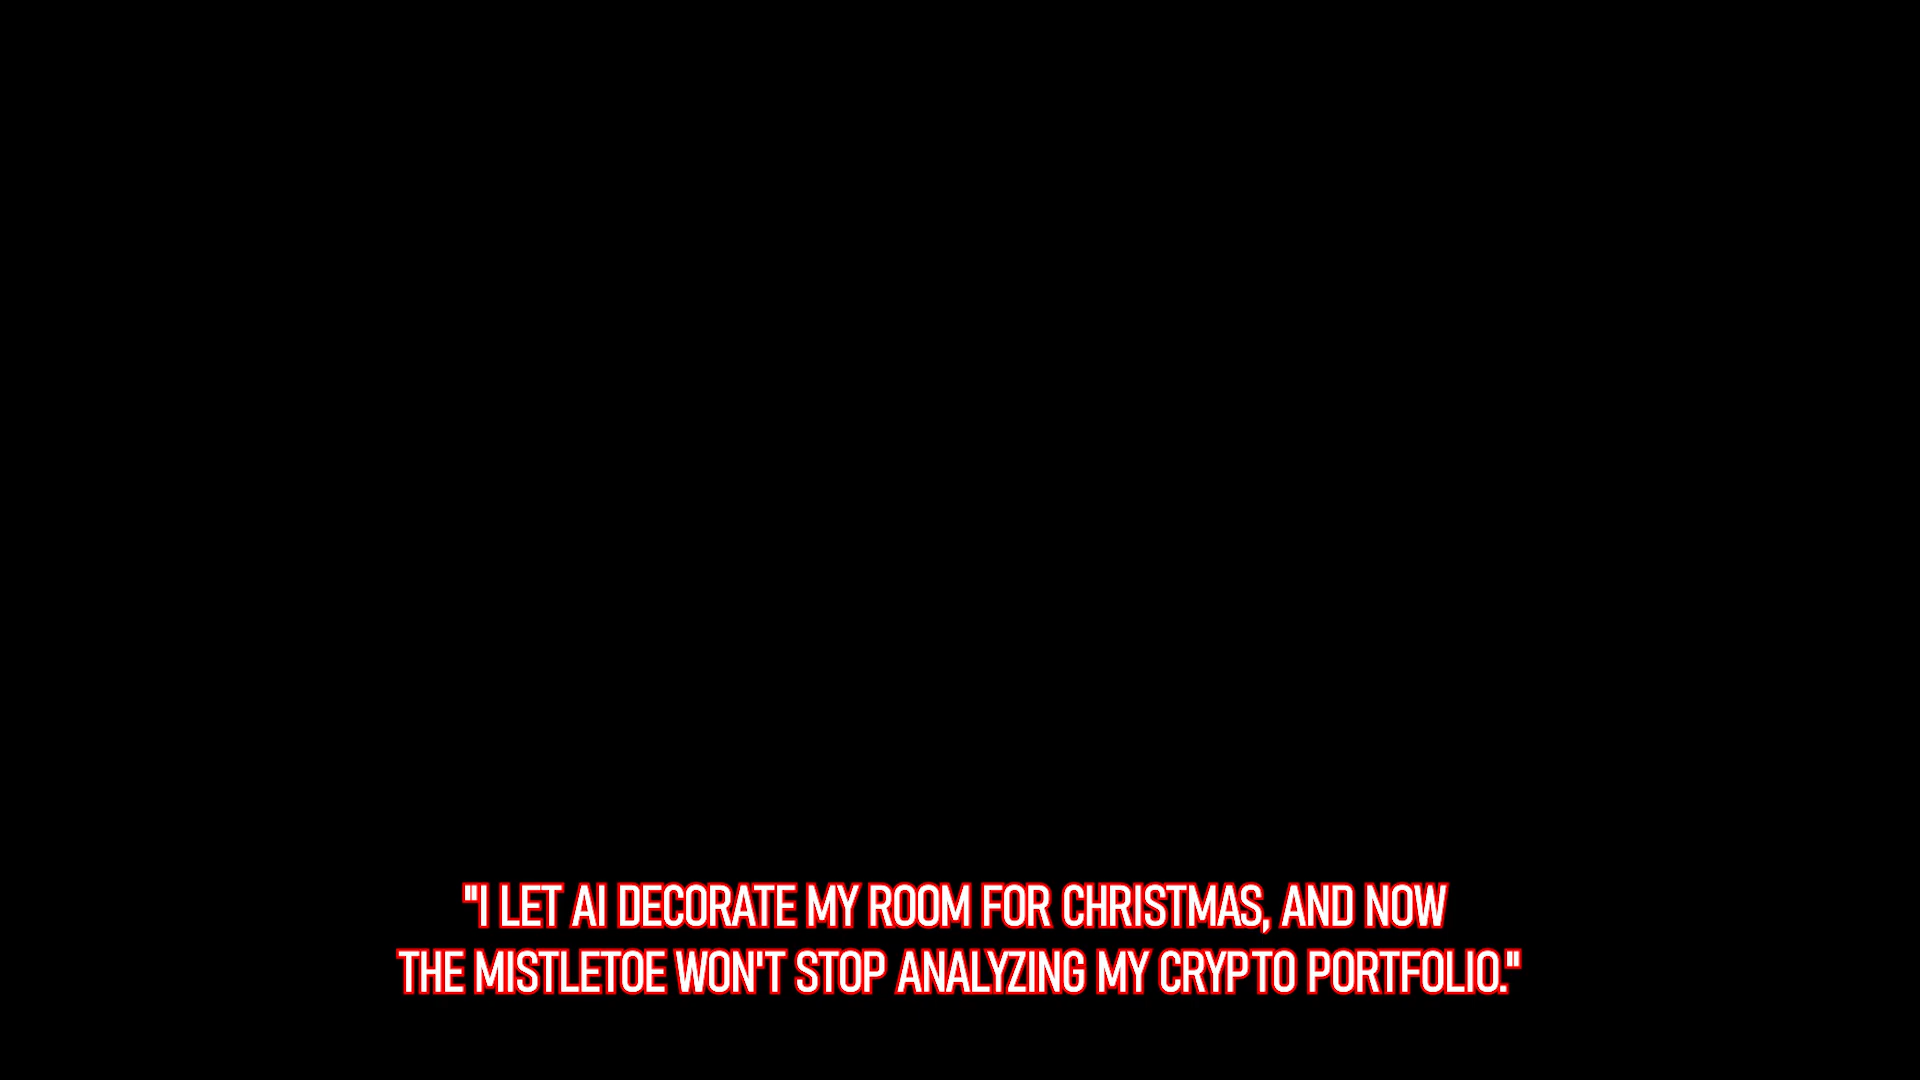 "I LET AI DECORATE MY ROOM FOR CHRISTMAS, AND NOW
THE MISTLETOE WON'T STOP ANALYZING MY CRYPTO PORTFOLIO."